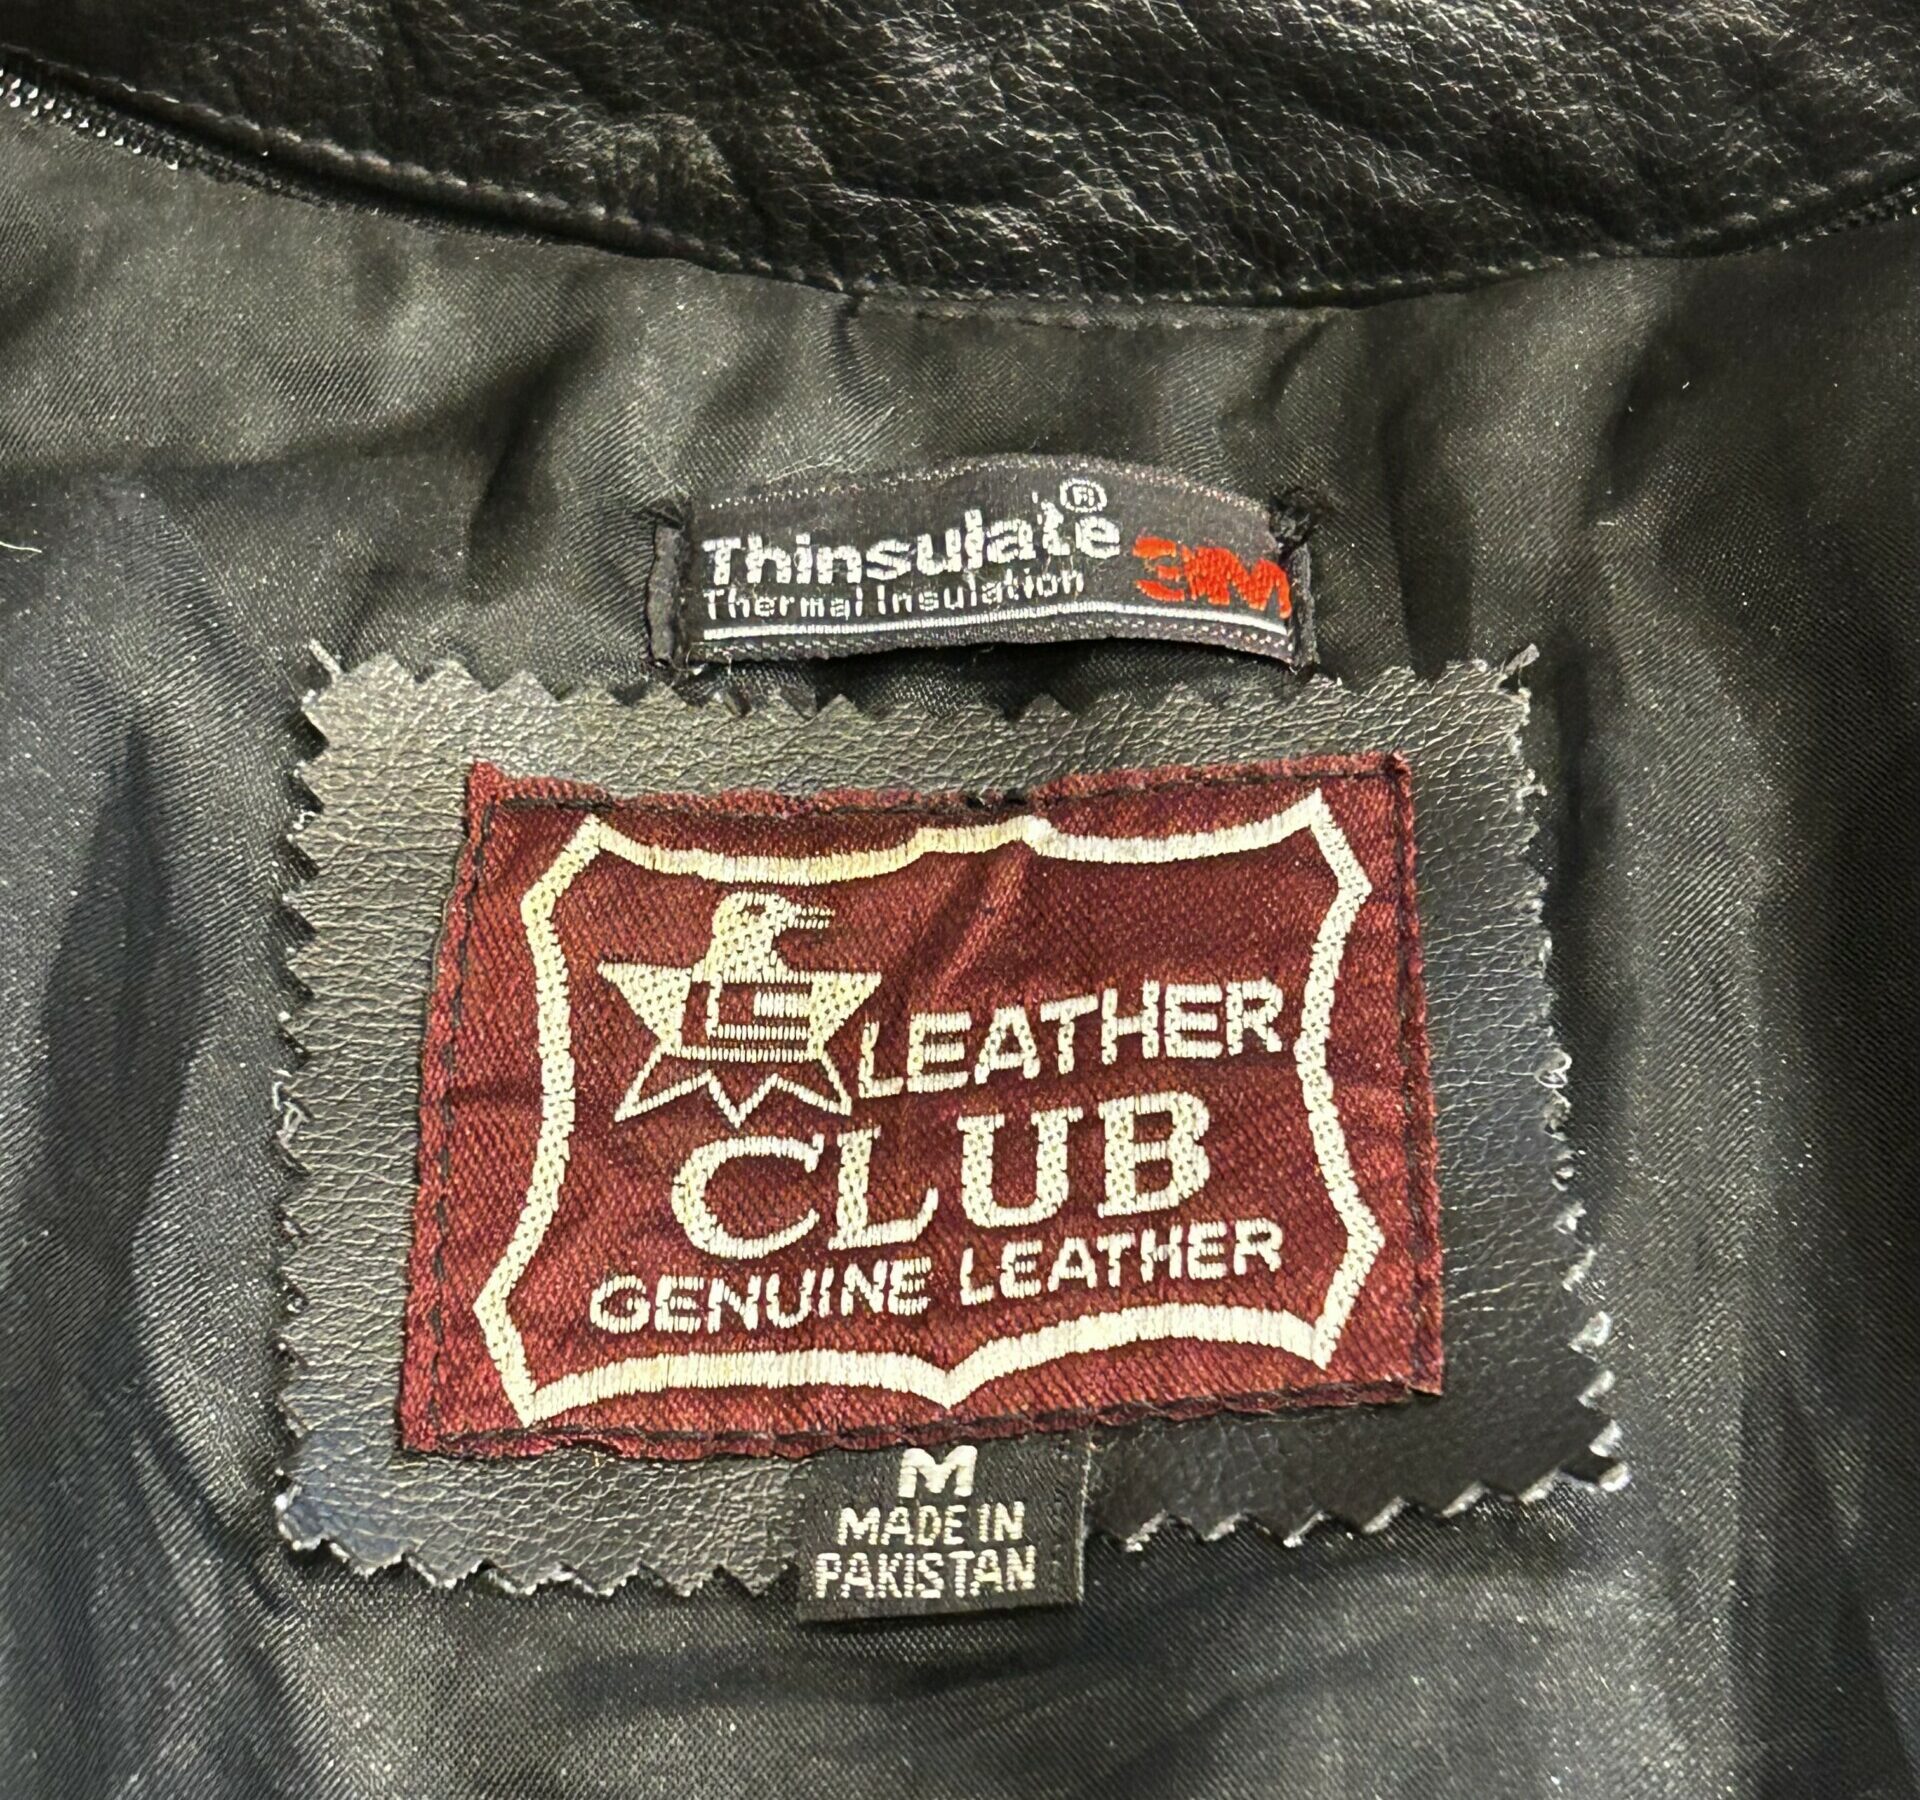 Thinsulate®
Thermal Insulation
3M
LEATHER
CLUB
GENUINE LEATHER
M
MADE IN
PAKISTAN